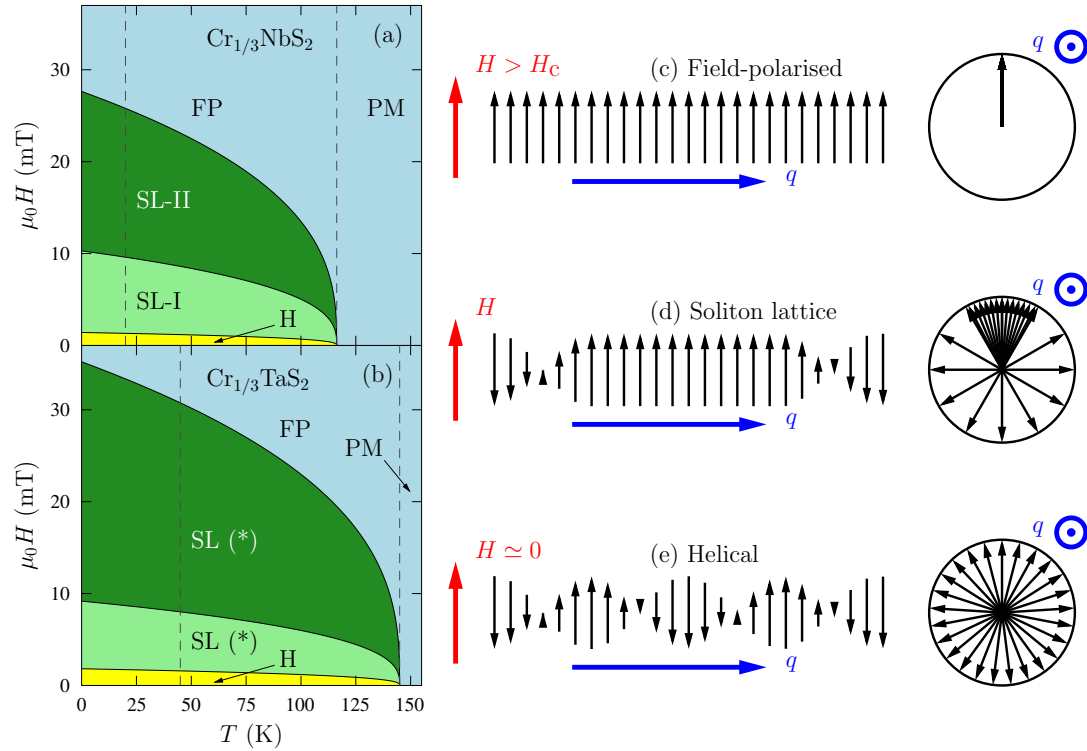 Cr1/3NbS2 (a)
30
FP PM
20
SL-II
10
SL-I
H
0
μ0H (mT)
Cr1/3TaS2 (b)
30
FP
PM
20
SL (*)
10
SL (*)
H
0
μ0H (mT)
0 25 50 75 100 125 150
T (K)
H > Hc (c) Field-polarised q
q
H (d) Soliton lattice q
q
H ≃ 0 (e) Helical q
q